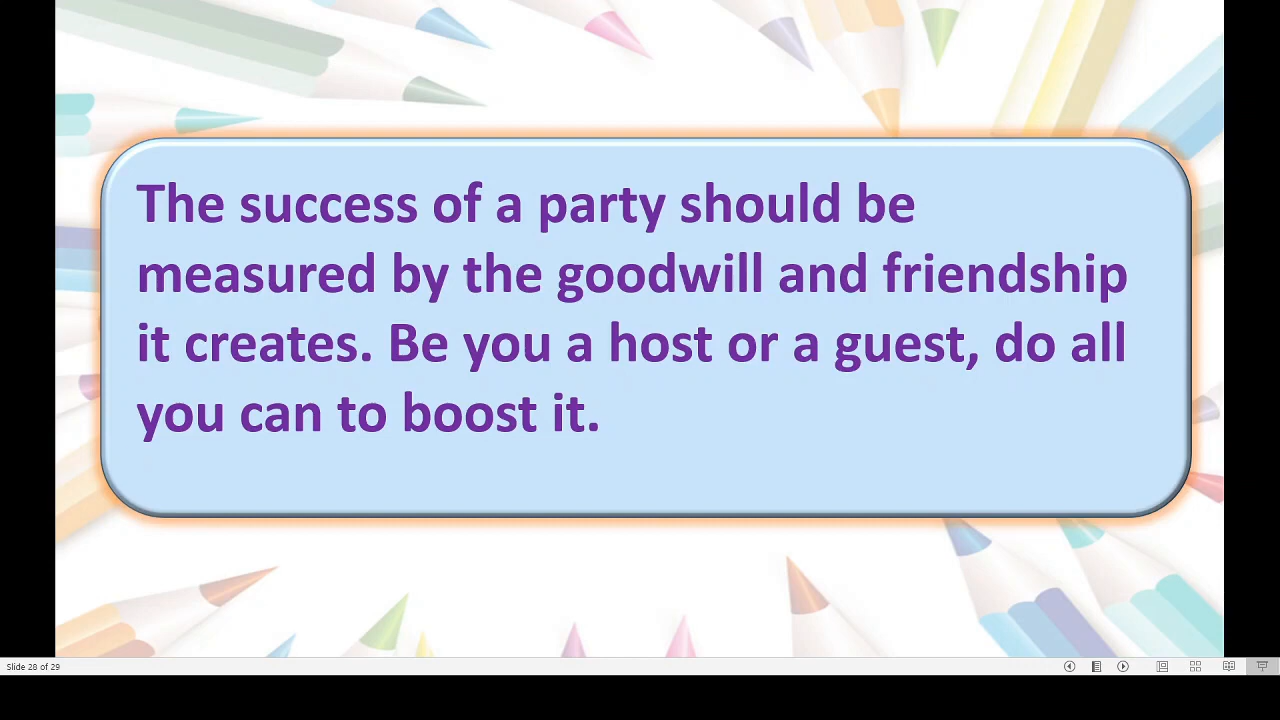 The success of a party should be
measured by the goodwill and friendship
it creates. Be you a host or a guest, do all
you can to boost it.
Slide 28 of 29